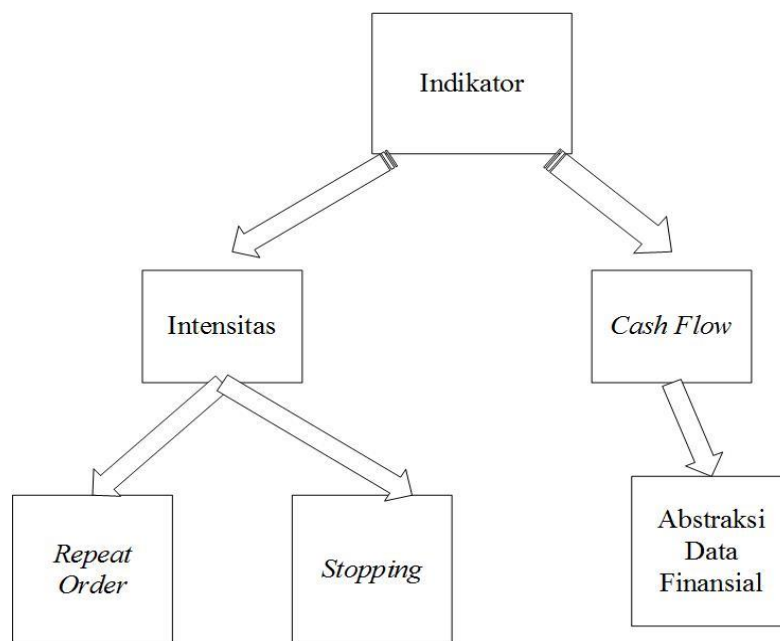 Indikator
Intensitas
Cash Flow
Repeat
Order
Stopping
Abstraksi
Data
Finansial